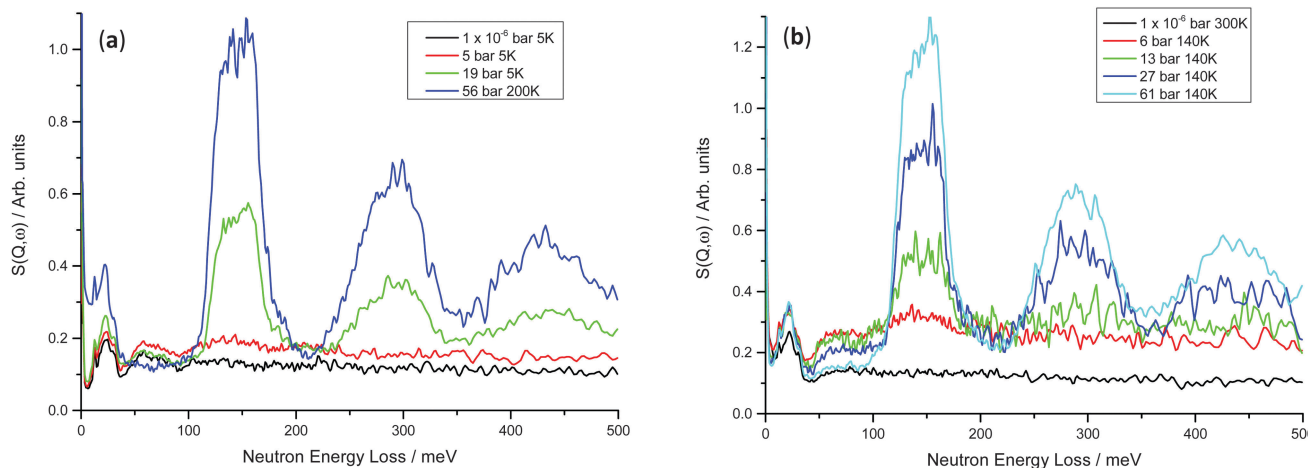 (a)
1 x 10⁻⁶ bar 5K
5 bar 5K
19 bar 5K
56 bar 200K
S(Q,ω) / Arb. units
1.0
0.8
0.6
0.4
0.2
0.0
0 100 200 300 400 500
Neutron Energy Loss / meV
(b)
1 x 10⁻⁶ bar 300K
6 bar 140K
13 bar 140K
27 bar 140K
61 bar 140K
S(Q,ω) / Arb. units
1.2
1.0
0.8
0.6
0.4
0.2
0.0
0 100 200 300 400 500
Neutron Energy Loss / meV